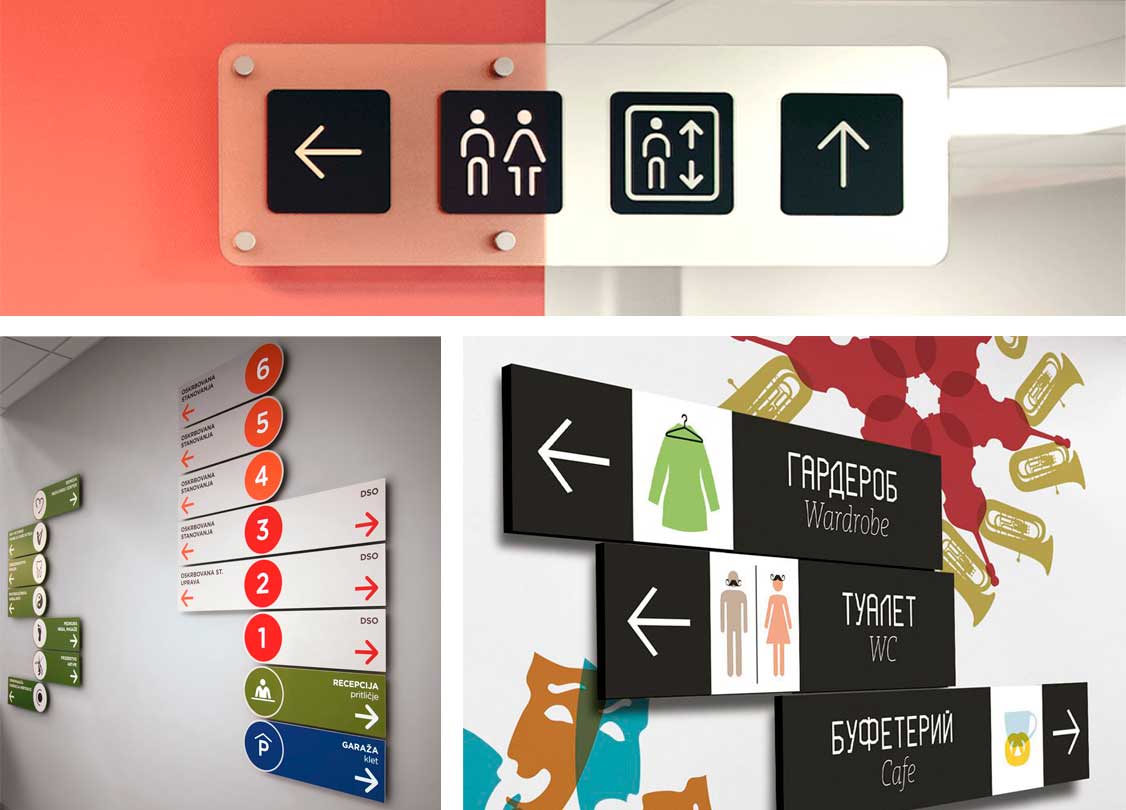 6
OSKRBOVANA
STANOVANJA
5
OSKRBOVANA
STANOVANJA
4
OSKRBOVANA
STANOVANJA
3
OSKRBOVANA
STANOVANJA
DSO
2
OSKRBOVANA ST.
UPRAVA
DSO
1
DSO
RECEPCIJA
pritličje
P
GARAŽA
klet
ГАРДЕРОБ
Wardrobe
ТУАЛЕТ
WC
БУФЕТЕРИЙ
Cafe